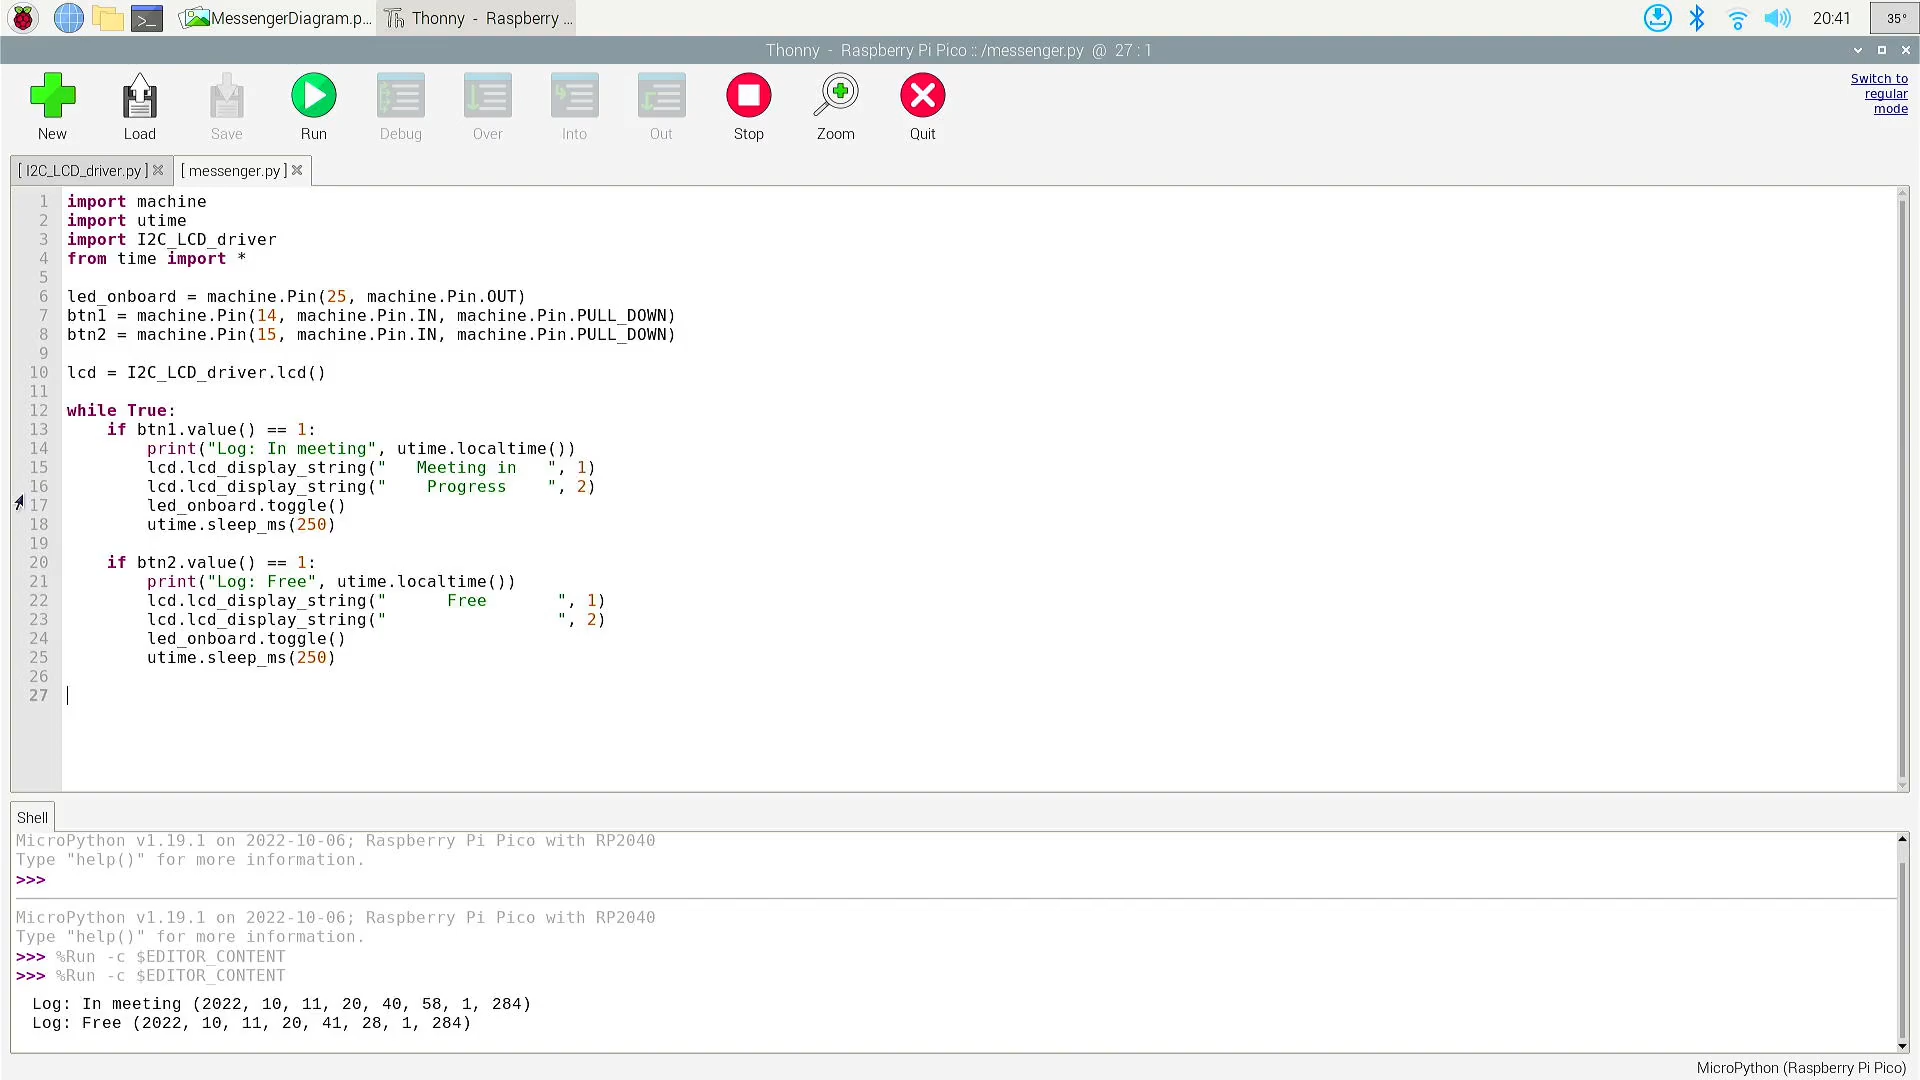 MessengerDiagram.p...
Thonny - Raspberry ...
20:41
35°
Thonny - Raspberry Pi Pico :: /messenger.py @ 27 : 1
New
Load
Save
Run
Debug
Over
Into
Out
Stop
Zoom
Quit
Switch to
regular
mode
[ I2C_LCD_driver.py ]
[ messenger.py ]
1 import machine
2 import utime
3 import I2C_LCD_driver
4 from time import *
5
6 led_onboard = machine.Pin(25, machine.Pin.OUT)
7 btn1 = machine.Pin(14, machine.Pin.IN, machine.Pin.PULL_DOWN)
8 btn2 = machine.Pin(15, machine.Pin.IN, machine.Pin.PULL_DOWN)
9
10 lcd = I2C_LCD_driver.lcd()
11
12 while True:
13     if btn1.value() == 1:
14         print("Log: In meeting", utime.localtime())
15         lcd.lcd_display_string("   Meeting in   ", 1)
16         lcd.lcd_display_string("    Progress    ", 2)
17         led_onboard.toggle()
18         utime.sleep_ms(250)
19
20     if btn2.value() == 1:
21         print("Log: Free", utime.localtime())
22         lcd.lcd_display_string("      Free       ", 1)
23         lcd.lcd_display_string("                 ", 2)
24         led_onboard.toggle()
25         utime.sleep_ms(250)
26
27
Shell
MicroPython v1.19.1 on 2022-10-06; Raspberry Pi Pico with RP2040
Type "help()" for more information.
>>>
MicroPython v1.19.1 on 2022-10-06; Raspberry Pi Pico with RP2040
Type "help()" for more information.
>>> %Run -c $EDITOR_CONTENT
>>> %Run -c $EDITOR_CONTENT
Log: In meeting (2022, 10, 11, 20, 40, 58, 1, 284)
Log: Free (2022, 10, 11, 20, 41, 28, 1, 284)
MicroPython (Raspberry Pi Pico)